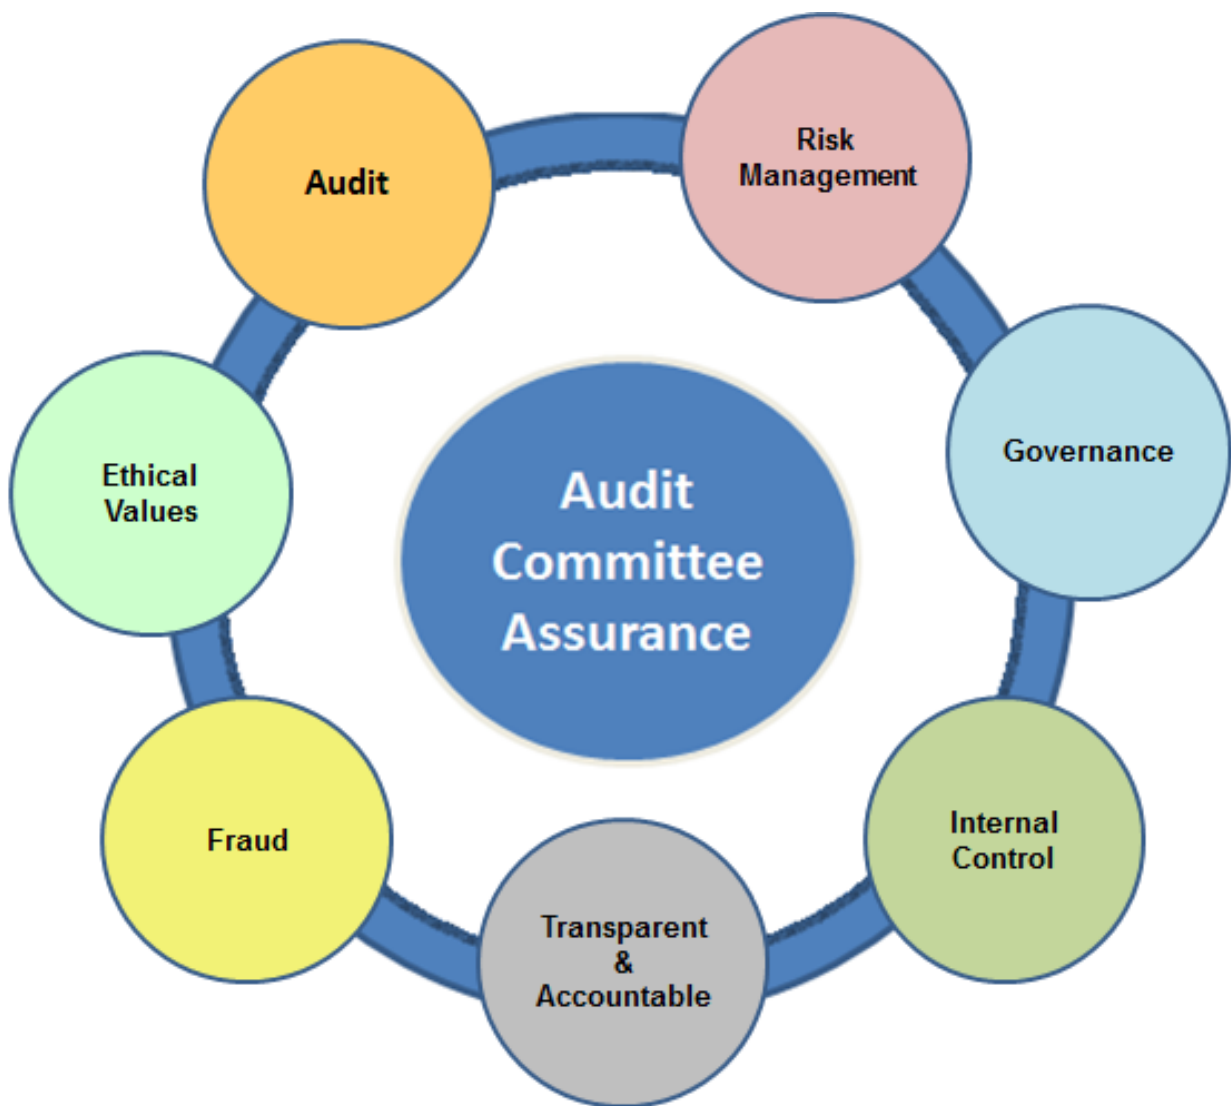 Audit
Risk
Management
Governance
Ethical
Values
Audit
Committee
Assurance
Fraud
Internal
Control
Transparent
&
Accountable